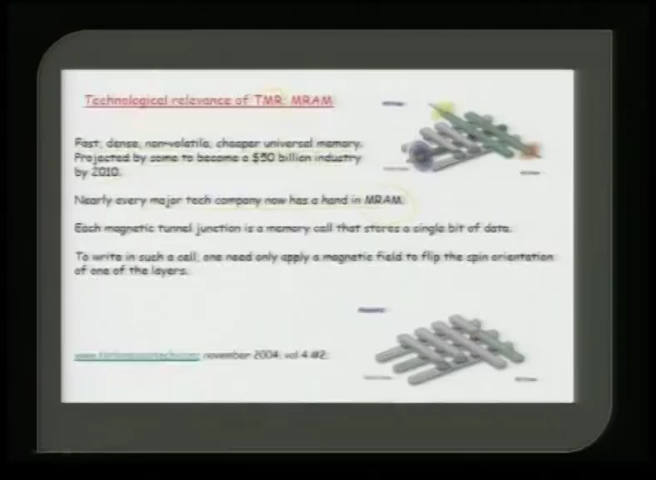 Technological relevance of TMR: MRAM
Fast, dense, non-volatile, cheaper universal memory.
Projected by some to become a $50 billion industry
by 2010.
Nearly every major tech company now has a hand in MRAM.
Each magnetic tunnel junction is a memory cell that stores a single bit of data.
To write in such a cell, one need only apply a magnetic field to flip the spin orientation
of one of the layers.
november 2004; vol 4 #2;